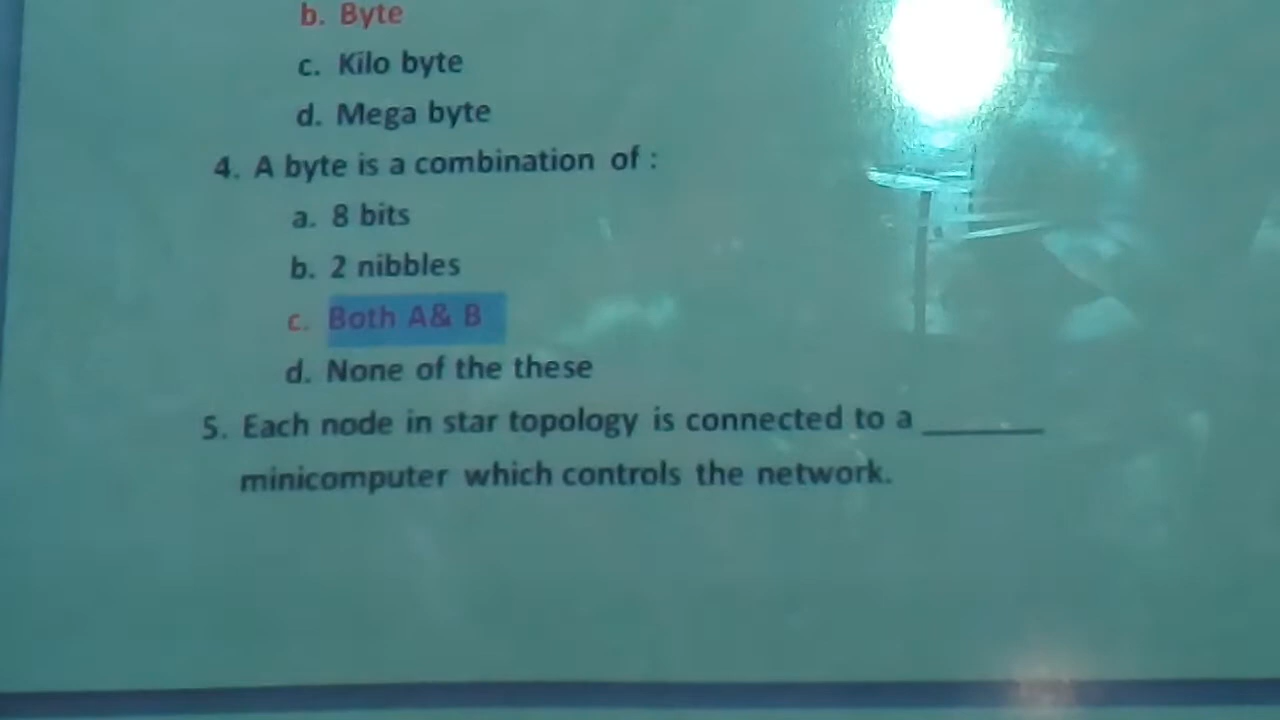 b. Byte
c. Kilo byte
d. Mega byte
4. A byte is a combination of :
a. 8 bits
b. 2 nibbles
c. Both A& B
d. None of the these
5. Each node in star topology is connected to a ______
minicomputer which controls the network.